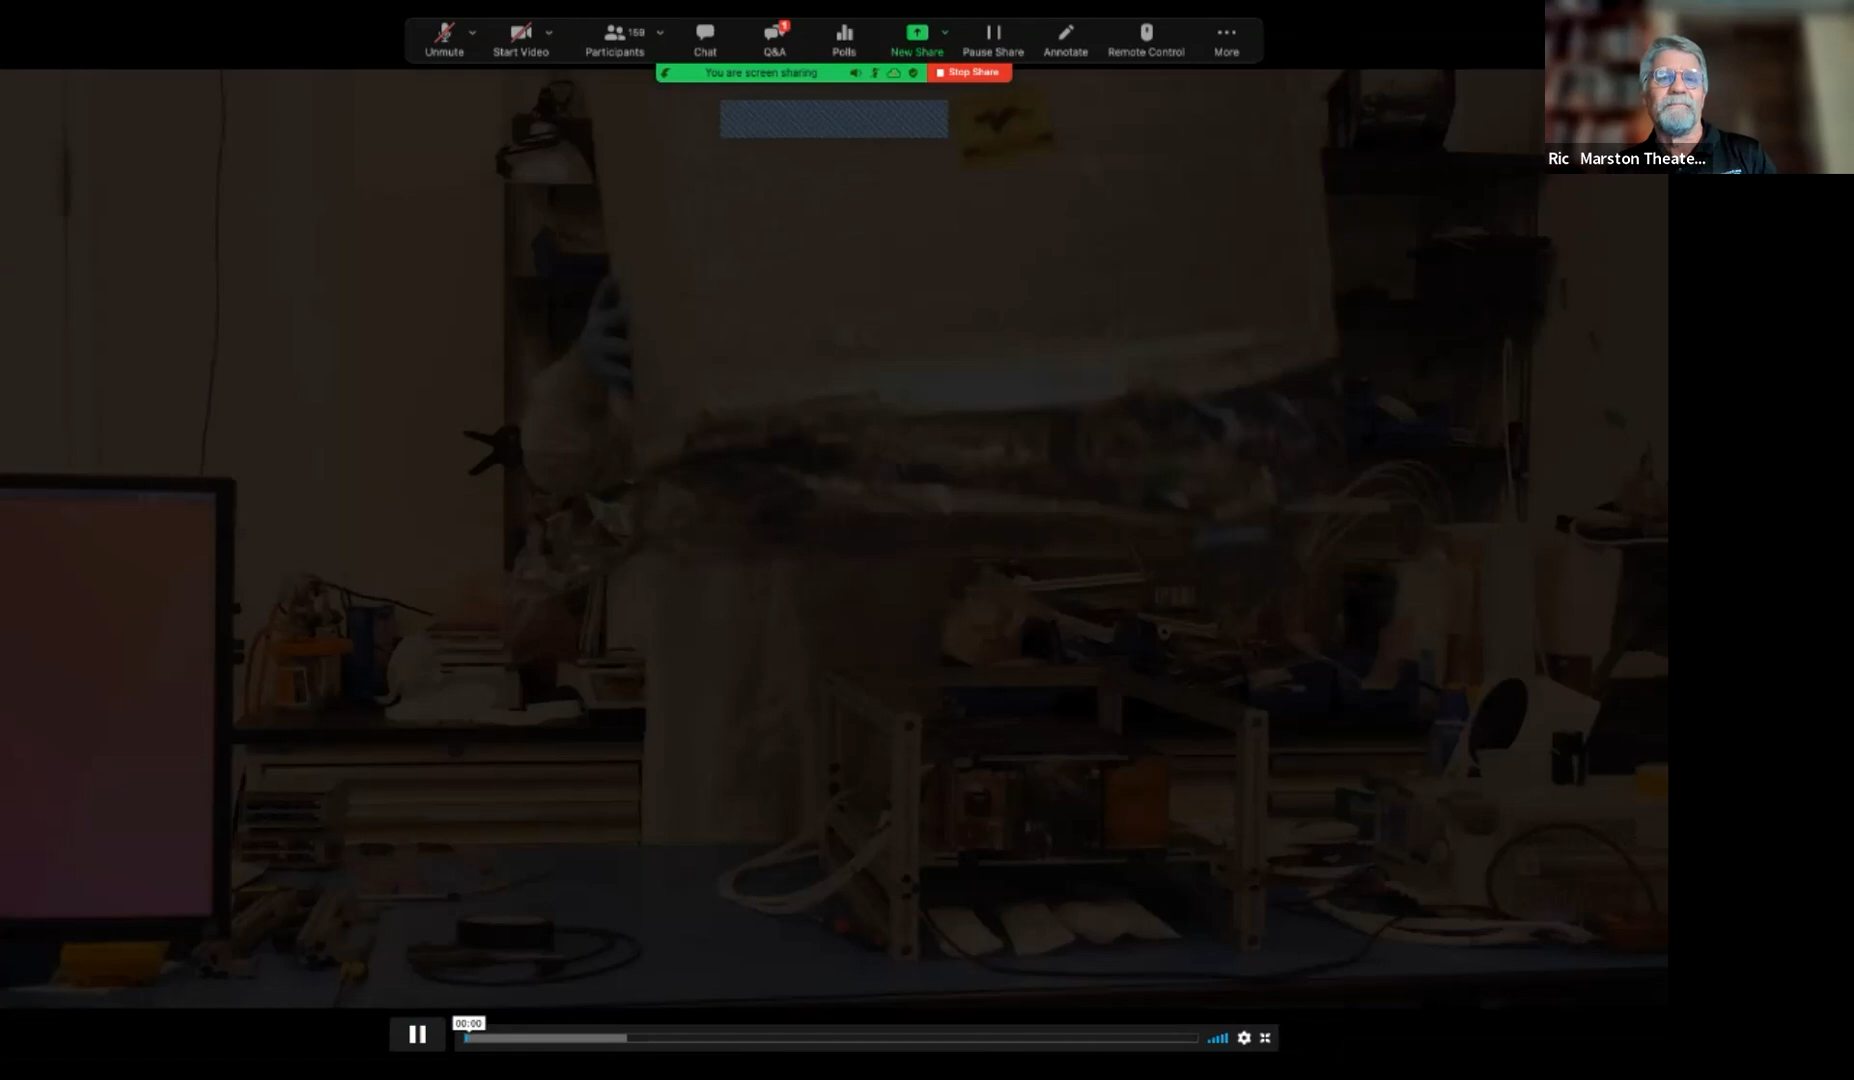 Unmute
Start Video
Participants
159
Chat
Q&A
1
Polls
New Share
Pause Share
Annotate
Remote Control
More
You are screen sharing
Stop Share
Ric Marston Theate...
00:00